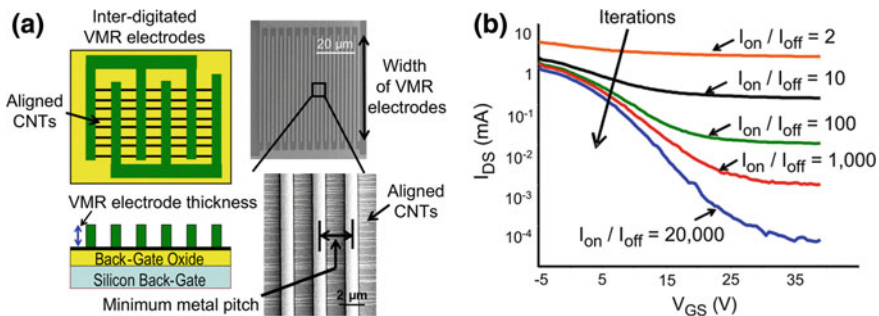 (a)
Inter-digitated
VMR electrodes
Aligned
CNTs
20 μm
Width
of VMR
electrodes
VMR electrode thickness
Back-Gate Oxide
Silicon Back-Gate
Aligned
CNTs
Minimum metal pitch
2 μm
(b)
Iterations
Ion / Ioff = 2
Ion / Ioff = 10
Ion / Ioff = 100
Ion / Ioff = 1,000
Ion / Ioff = 20,000
IDS (mA)
10
1
10-1
10-2
10-3
10-4
-5 5 15 25 35
VGS (V)